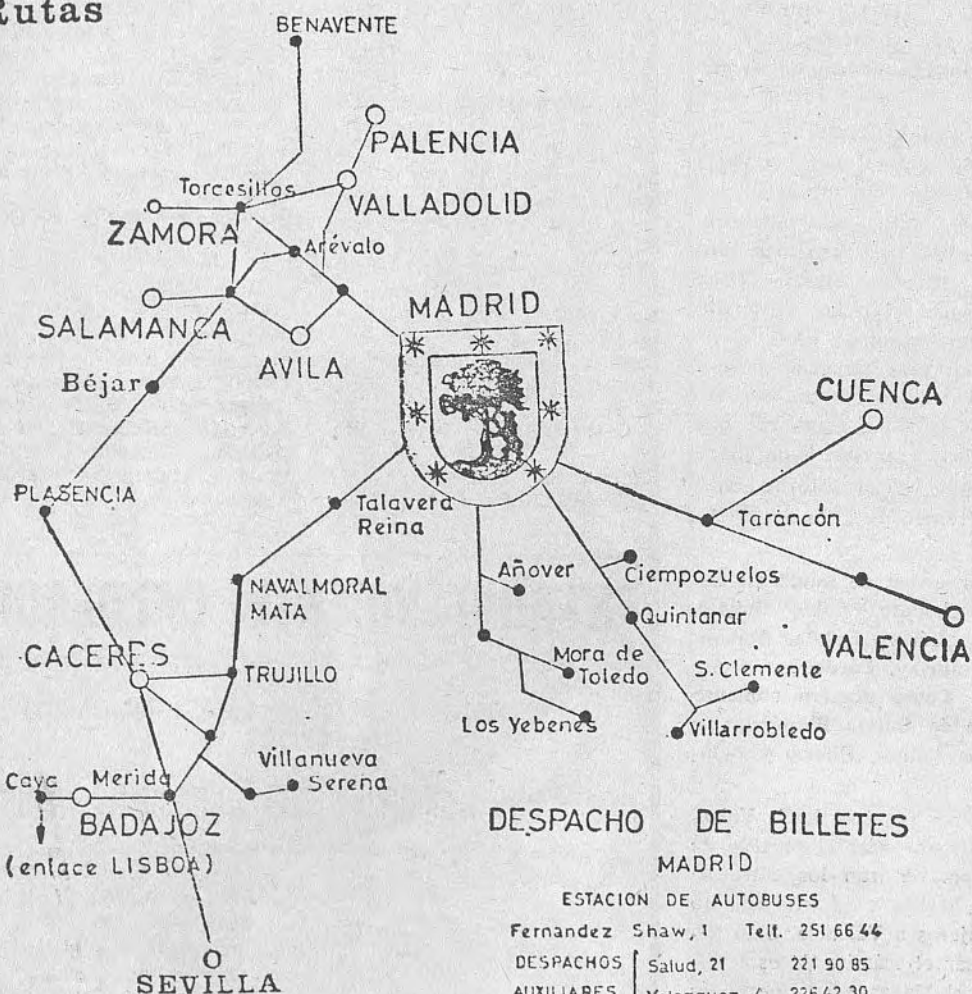 Rutas
BENAVENTE
PALENCIA
Torcesillas
VALLADOLID
ZAMORA
Arévalo
MADRID
SALAMANCA
AVILA
Béjar
CUENCA
PLASENCIA
Talavera
Reina
Tarancón
Añover
Ciempozuelos
NAVALMORAL
MATA
Quintanar
VALENCIA
CACERES
TRUJILLO
Mora de
Toledo
S. Clemente
Los Yebenes
Villarrobledo
Villanueva
Serena
Caya
Merida
BADAJOZ
(enlace LISBOA)
SEVILLA
DESPACHO DE BILLETES
MADRID
ESTACION DE AUTOBUSES
Fernandez Shaw, 1 Telf. 251 66 44
DESPACHOS Salud, 21 221 90 85
AUXILIARES